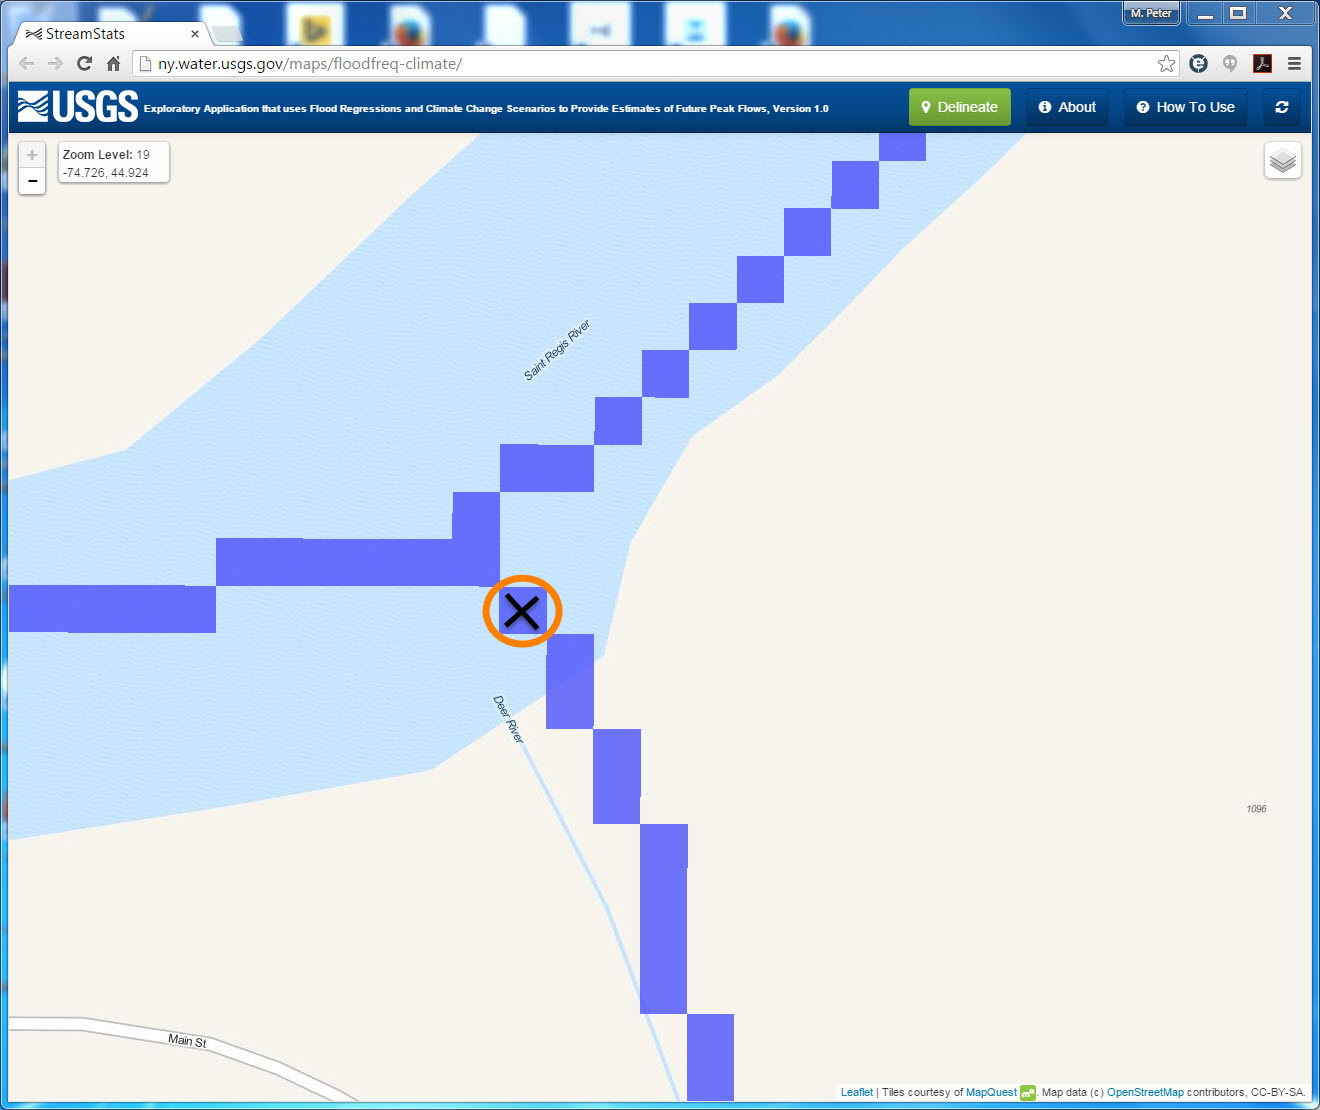 M. Peter
StreamStats
ny.water.usgs.gov/maps/floodfreq-climate/
USGS
Exploratory Application that uses Flood Regressions and Climate Change Scenarios to Provide Estimates of Future Peak Flows, Version 1.0
Delineate
About
How To Use
Zoom Level: 19
-74.726, 44.924
Saint Regis River
Deer River
1096
Main St
Leaflet | Tiles courtesy of MapQuest . Map data (c) OpenStreetMap contributors, CC-BY-SA.